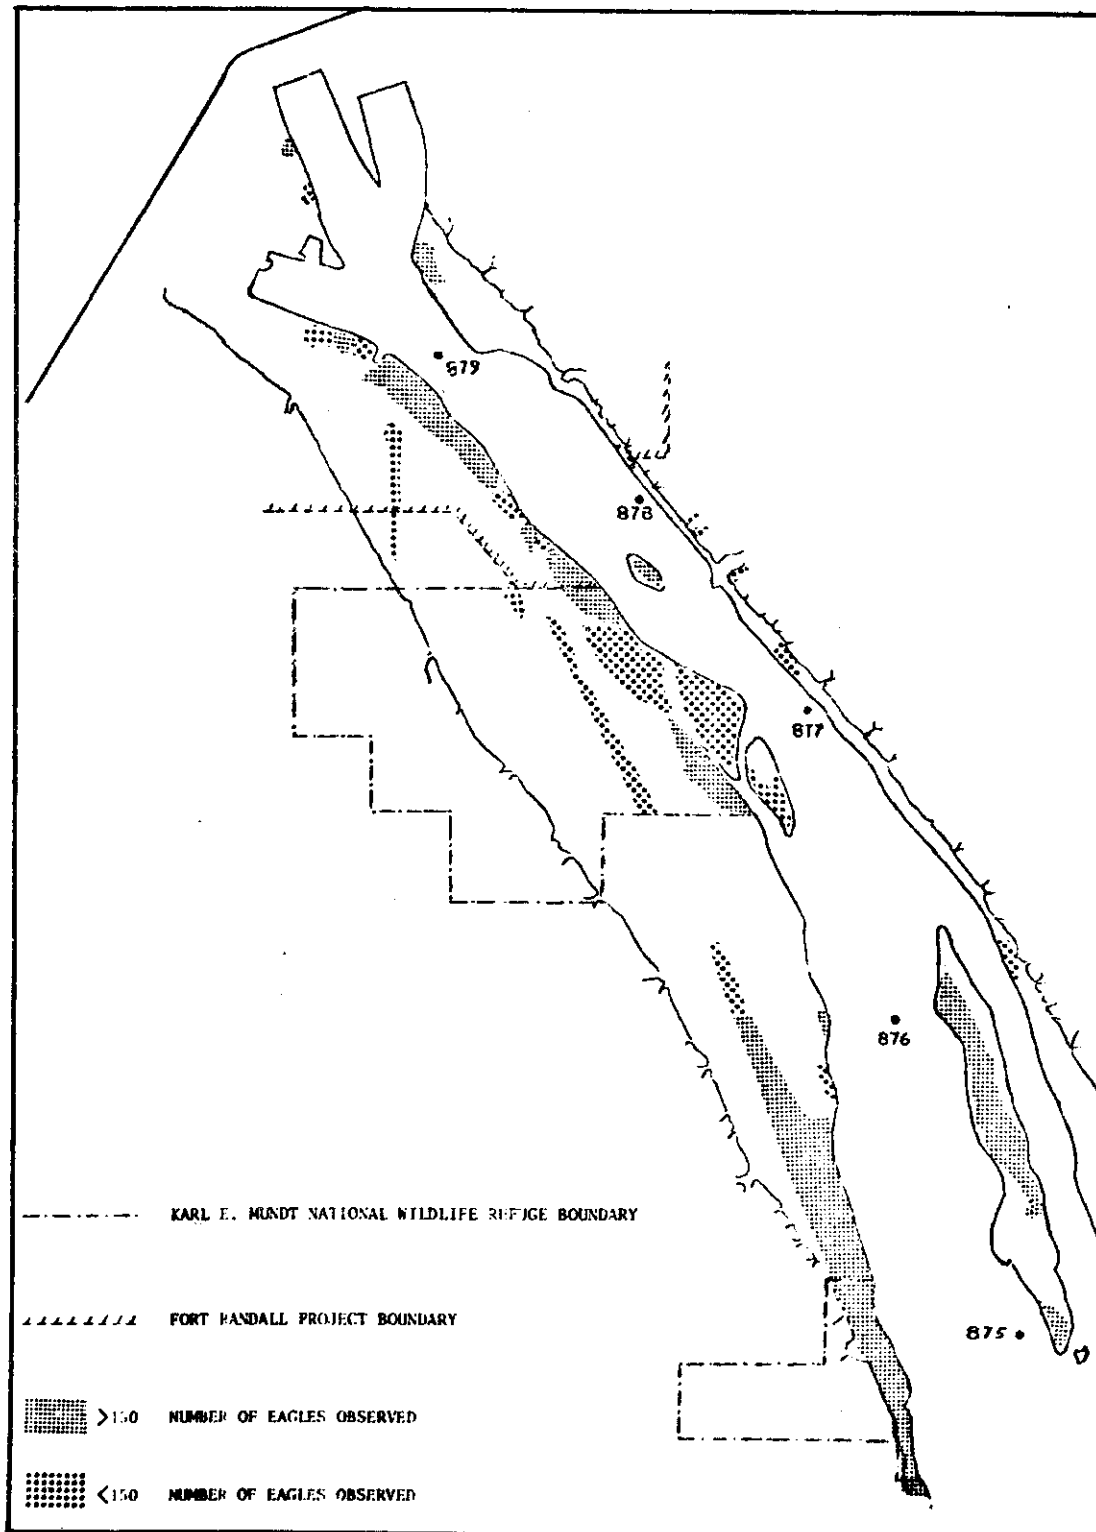 879
878
877
876
KARL E. MUNDT NATIONAL WILDLIFE REFUGE BOUNDARY
FORT RANDALL PROJECT BOUNDARY
875
>150 NUMBER OF EAGLES OBSERVED
<150 NUMBER OF EAGLES OBSERVED